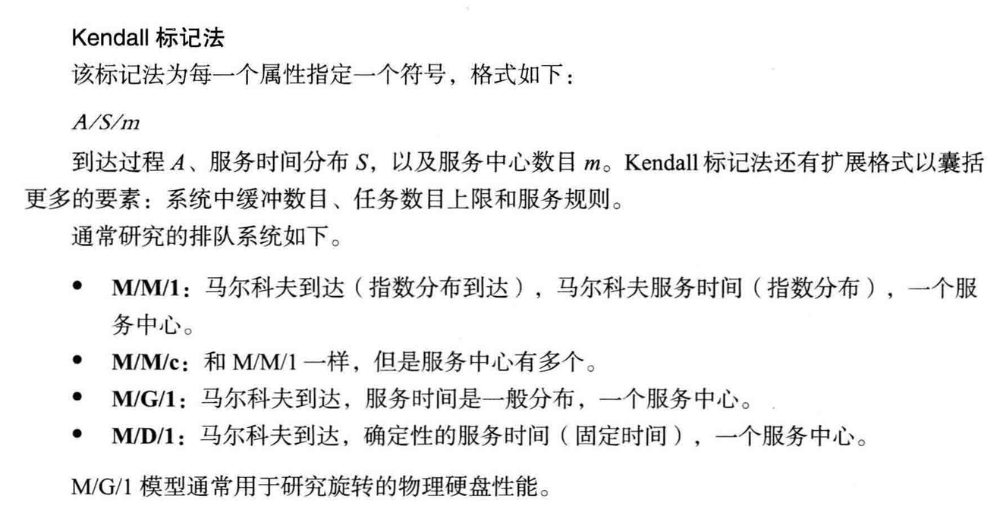 Kendall 标记法
该标记法为每一个属性指定一个符号，格式如下：
A/S/m
到达过程 A、服务时间分布 S，以及服务中心数目 m。Kendall 标记法还有扩展格式以囊括
更多的要素：系统中缓冲数目、任务数目上限和服务规则。
通常研究的排队系统如下。
• M/M/1：马尔科夫到达（指数分布到达），马尔科夫服务时间（指数分布），一个服
务中心。
• M/M/c：和 M/M/1 一样，但是服务中心有多个。
• M/G/1：马尔科夫到达，服务时间是一般分布，一个服务中心。
• M/D/1：马尔科夫到达，确定性的服务时间（固定时间），一个服务中心。
M/G/1 模型通常用于研究旋转的物理硬盘性能。